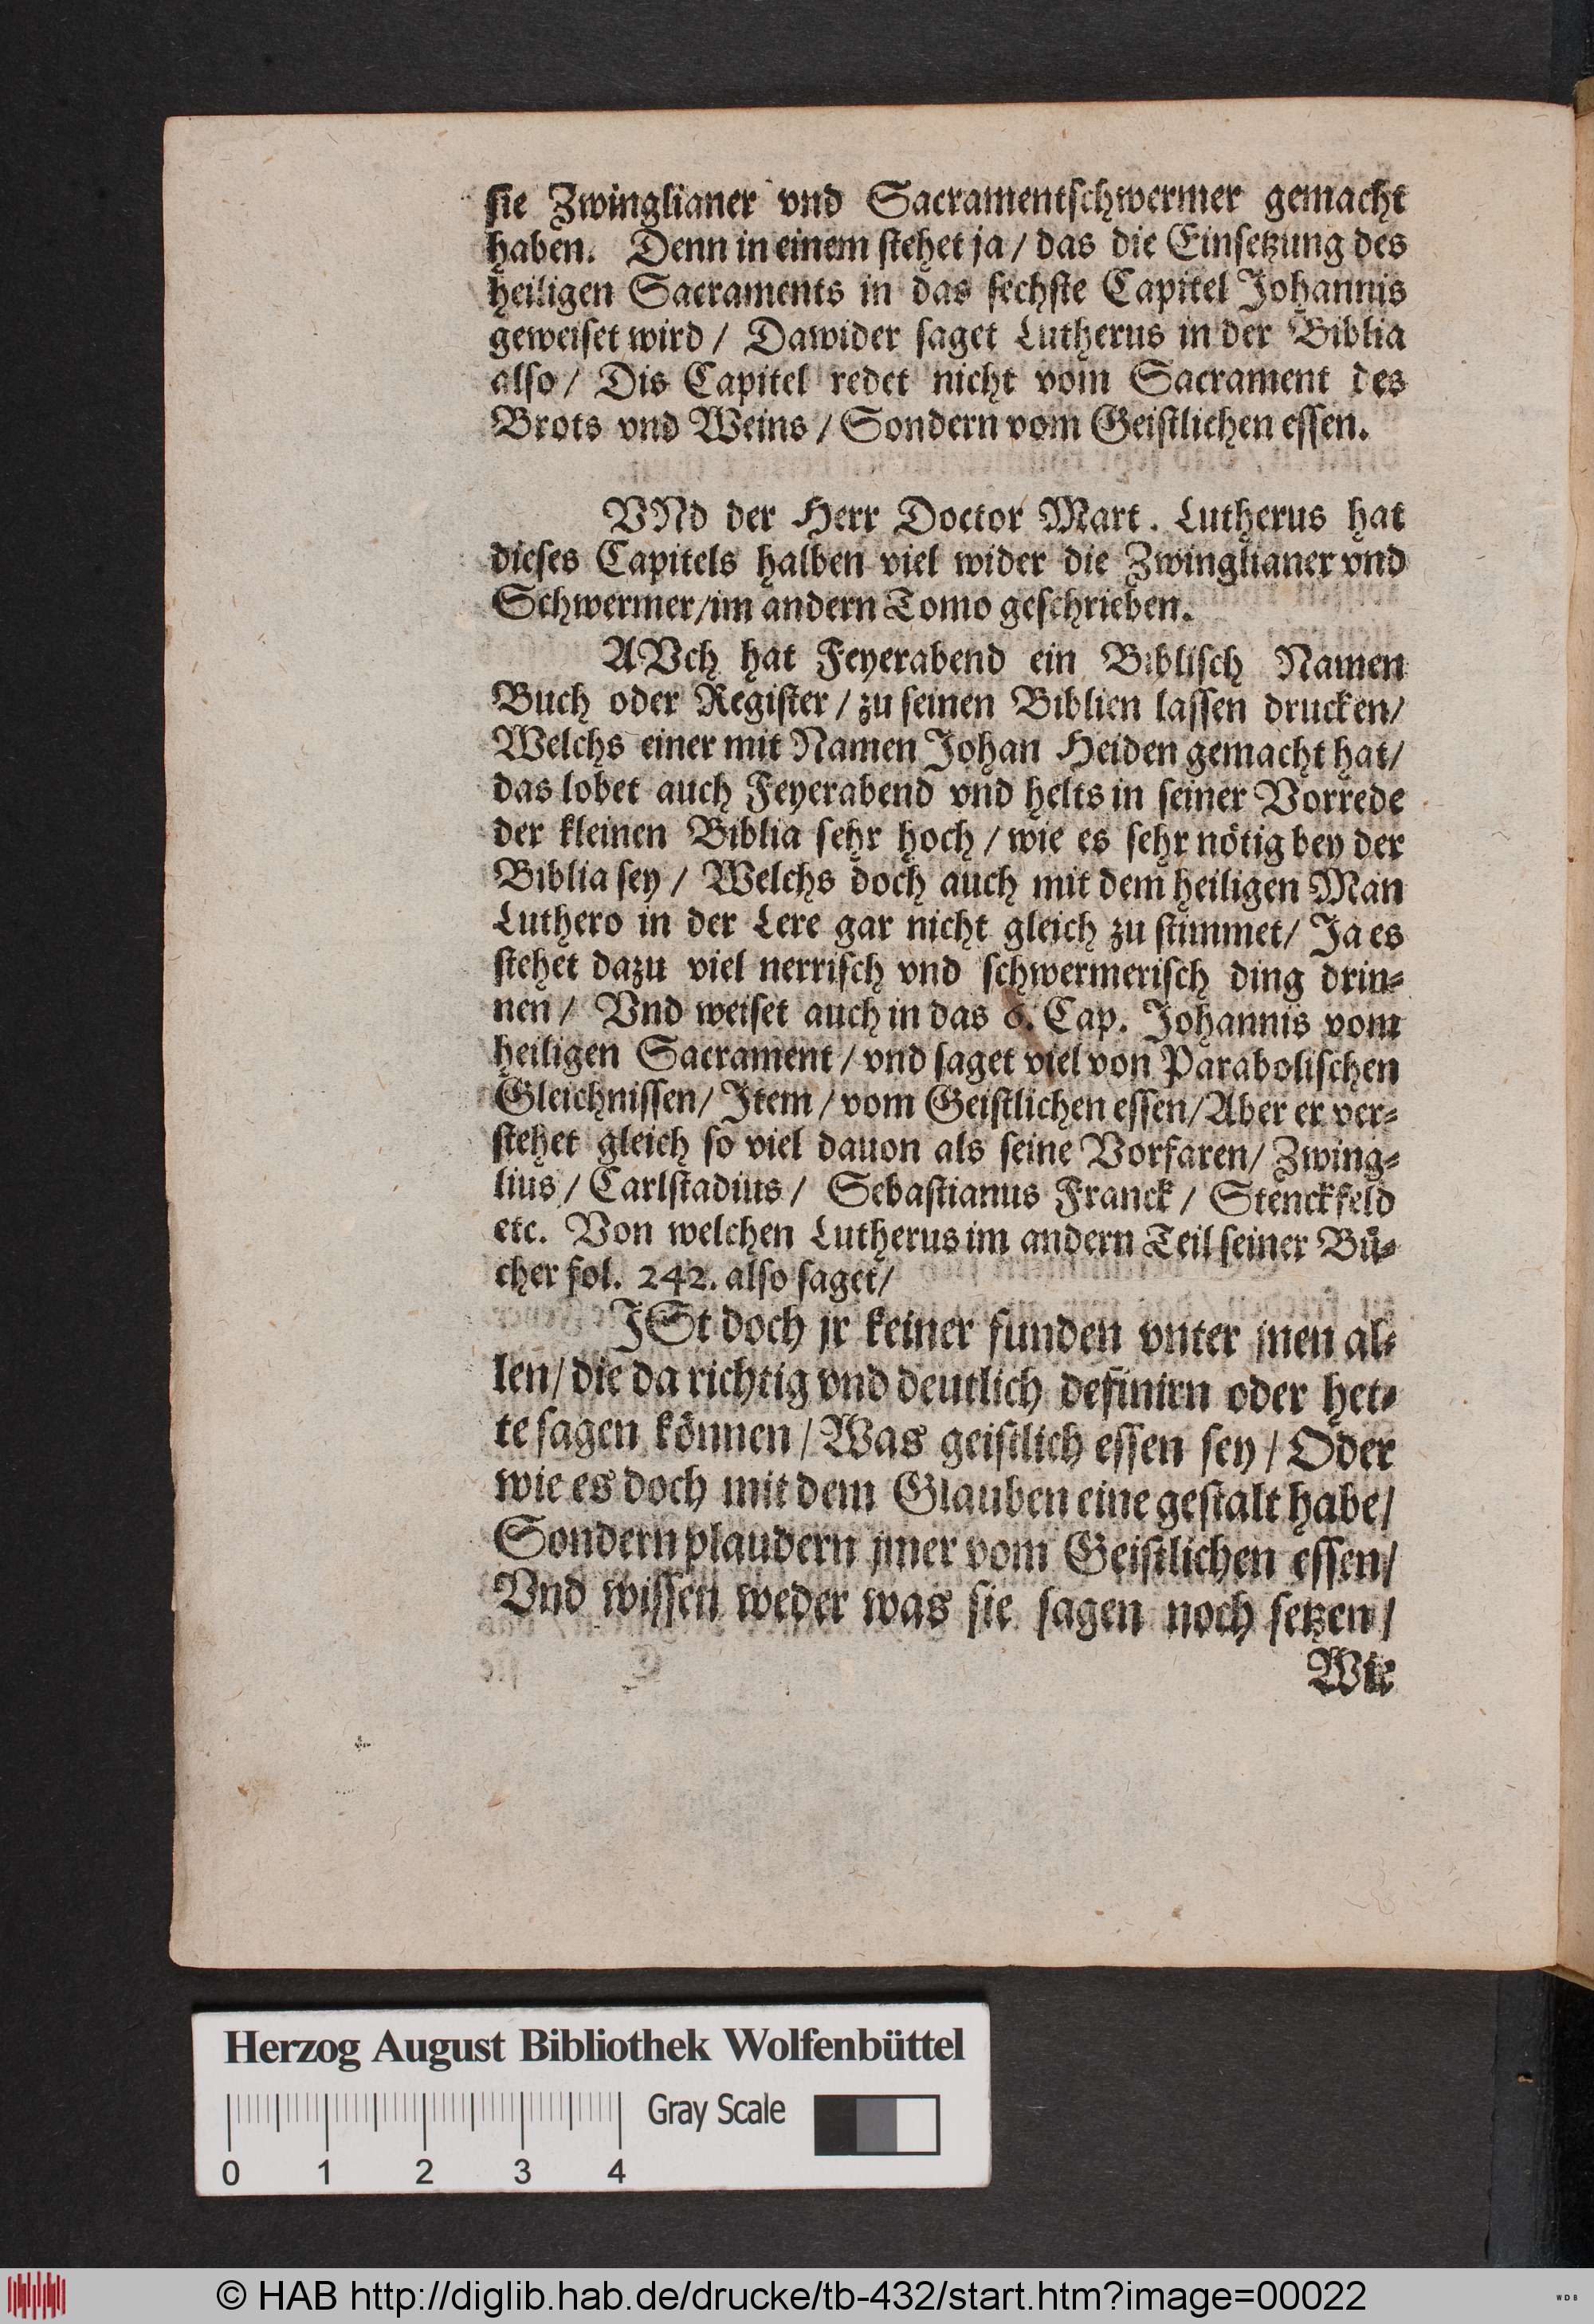 sie Zwinglianer vnd Sacramentschwermer gemacht
haben. Denn in einem stehet ja / das die Einsetzung des
heiligen Sacraments in das sechste Capitel Johannis
geweiset wird / Dawider saget Lutherus in der Biblia
also / Dis Capitel redet nicht vom Sacrament des
Brots vnd Weins / Sondern vom Geistlichen essen.
VNd der Herr Doctor Mart. Lutherus hat
dieses Capitels halben viel wider die Zwinglianer vnd
Schwermer/im andern Tomo geschrieben.
AVch hat Feyerabend ein Biblisch Namen
Buch oder Register / zu seinen Biblien lassen drucken/
Welchs einer mit Namen Johan Heiden gemacht hat/
das lobet auch Feyerabend vnd helts in seiner Vorrede
der kleinen Biblia sehr hoch / wie es sehr nötig bey der
Biblia sey / Welchs doch auch mit dem heiligen Man
Luthero in der Lere gar nicht gleich zu stimmet/ Ja es
stehet dazu viel nerrisch vnd schwermerisch ding drin-
nen / Vnd weiset auch in das 6. Cap. Johannis vom
heiligen Sacrament / vnd saget viel von Parabolischen
Gleichnissen/ Item / vom Geistlichen essen/Aber er ver-
stehet gleich so viel dauon als seine Vorfaren/ Zwing-
lius / Carlstadius / Sebastianus Franck / Stenckfeld
etc. Von welchen Lutherus im andern Teil seiner Bü-
cher fol. 242. also saget/
JSt doch jr keiner funden vnter jnen al-
len/ die da richtig vnd deutlich definirn oder het-
te sagen können / Was geistlich essen sey / Oder
wie es doch mit dem Glauben eine gestalt habe/
Sondern plaudern jmer vom Geistlichen essen/
Vnd wissen weder was sie sagen noch setzen /
Wie
Herzog August Bibliothek Wolfenbüttel
Gray Scale
0 1 2 3 4
© HAB http://diglib.hab.de/drucke/tb-432/start.htm?image=00022
WDB